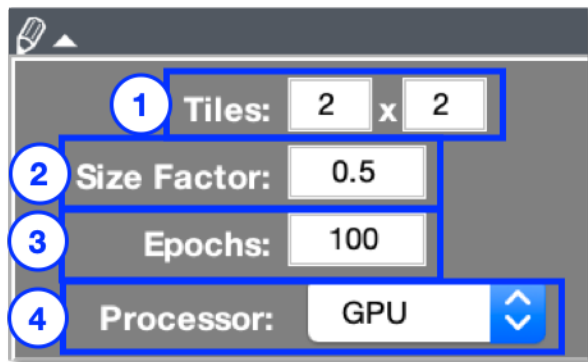 1 Tiles: 2 x 2
2 Size Factor: 0.5
3 Epochs: 100
4 Processor: GPU